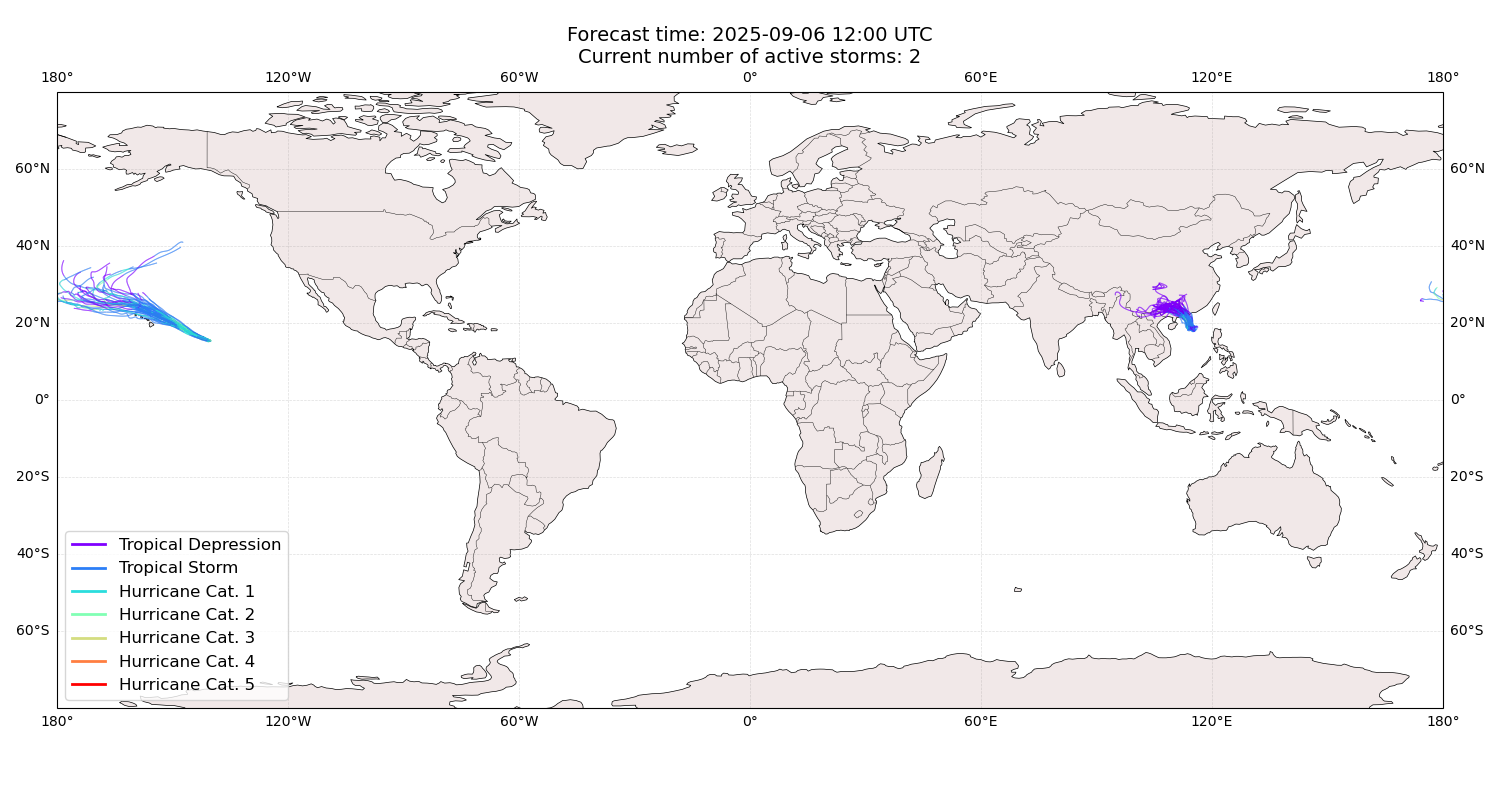 Forecast time: 2025-09-06 12:00 UTC
Current number of active storms: 2
180° 120°W 60°W 0° 60°E 120°E 180°
60°N 60°N
40°N 40°N
20°N 20°N
0° 0°
20°S 20°S
40°S 40°S
60°S 60°S
Tropical Depression
Tropical Storm
Hurricane Cat. 1
Hurricane Cat. 2
Hurricane Cat. 3
Hurricane Cat. 4
Hurricane Cat. 5
180° 120°W 60°W 0° 60°E 120°E 180°